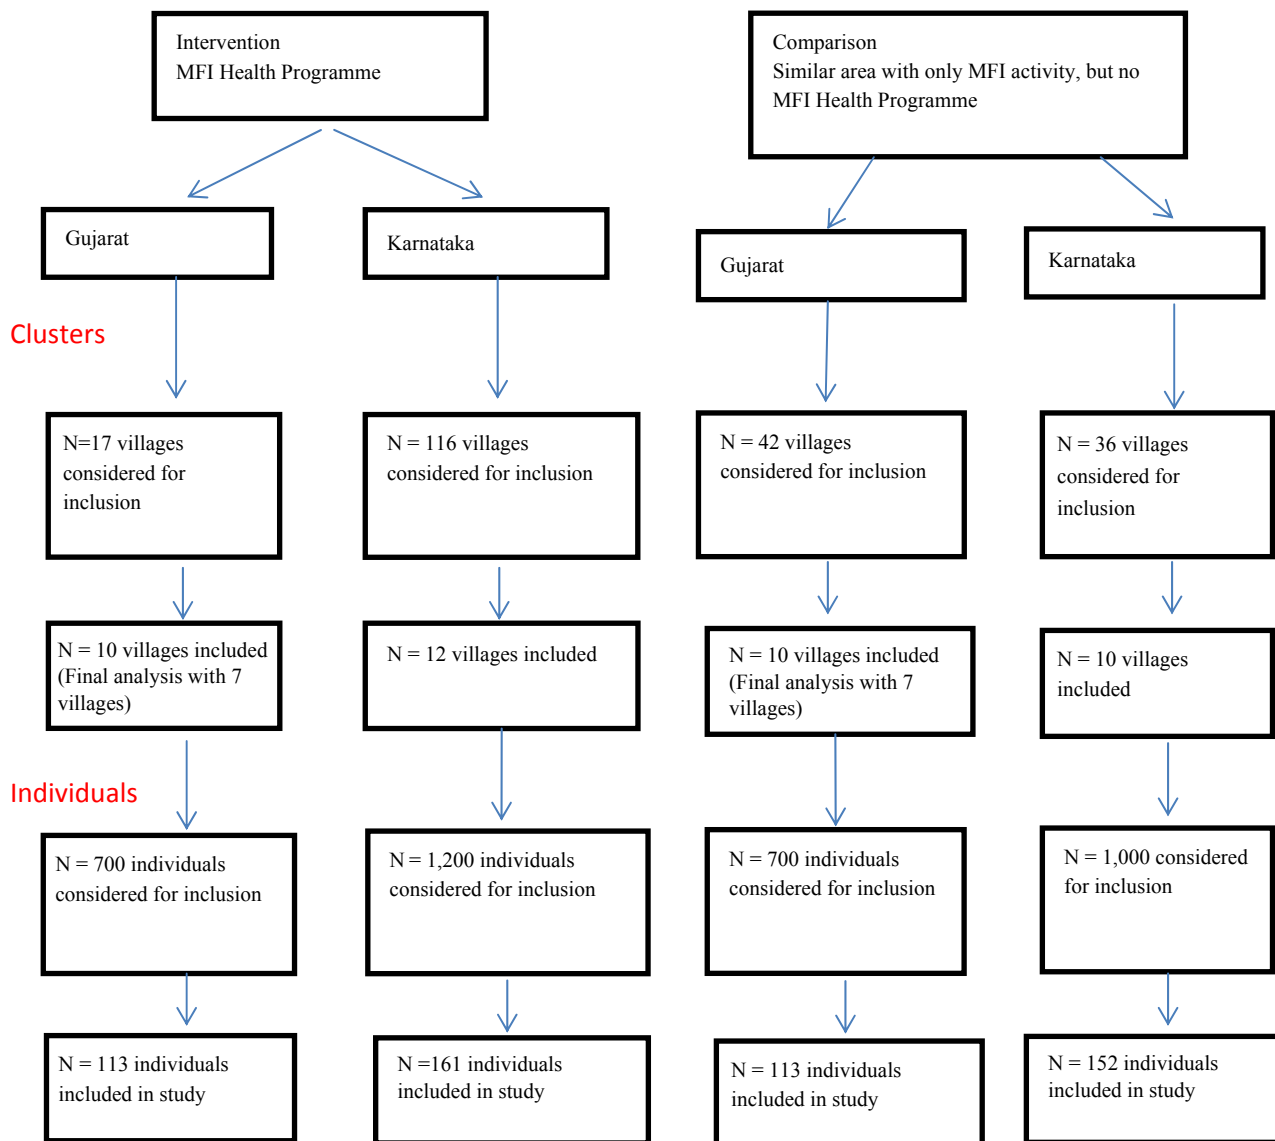 Intervention
MFI Health Programme
Comparison
Similar area with only MFI activity, but no
MFI Health Programme
Gujarat
Karnataka
Gujarat
Karnataka
Clusters
N=17 villages
considered for
inclusion
N = 116 villages
considered for inclusion
N = 42 villages
considered for inclusion
N = 36 villages
considered for
inclusion
N = 10 villages included
(Final analysis with 7
villages)
N = 12 villages included
N = 10 villages included
(Final analysis with 7
villages)
N = 10 villages
included
Individuals
N = 700 individuals
considered for inclusion
N = 1,200 individuals
considered for inclusion
N = 700 individuals
considered for inclusion
N = 1,000 considered
for inclusion
N = 113 individuals
included in study
N =161 individuals
included in study
N = 113 individuals
included in study
N = 152 individuals
included in study